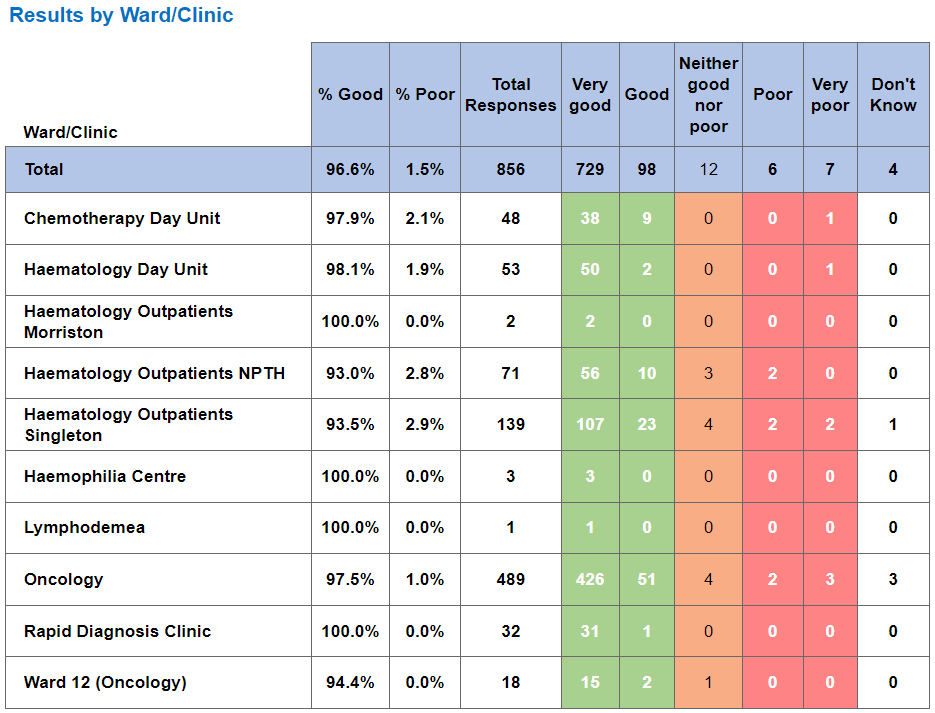 Results by Ward/Clinic
Ward/Clinic % Good % Poor Total Responses Very good Good Neither good nor poor Poor Very poor Don't Know
Total 96.6% 1.5% 856 729 98 12 6 7 4
Chemotherapy Day Unit 97.9% 2.1% 48 38 9 0 0 1 0
Haematology Day Unit 98.1% 1.9% 53 50 2 0 0 1 0
Haematology Outpatients Morriston 100.0% 0.0% 2 2 0 0 0 0 0
Haematology Outpatients NPTH 93.0% 2.8% 71 56 10 3 2 0 0
Haematology Outpatients Singleton 93.5% 2.9% 139 107 23 4 2 2 1
Haemophilia Centre 100.0% 0.0% 3 3 0 0 0 0 0
Lymphodemea 100.0% 0.0% 1 1 0 0 0 0 0
Oncology 97.5% 1.0% 489 426 51 4 2 3 3
Rapid Diagnosis Clinic 100.0% 0.0% 32 31 1 0 0 0 0
Ward 12 (Oncology) 94.4% 0.0% 18 15 2 1 0 0 0